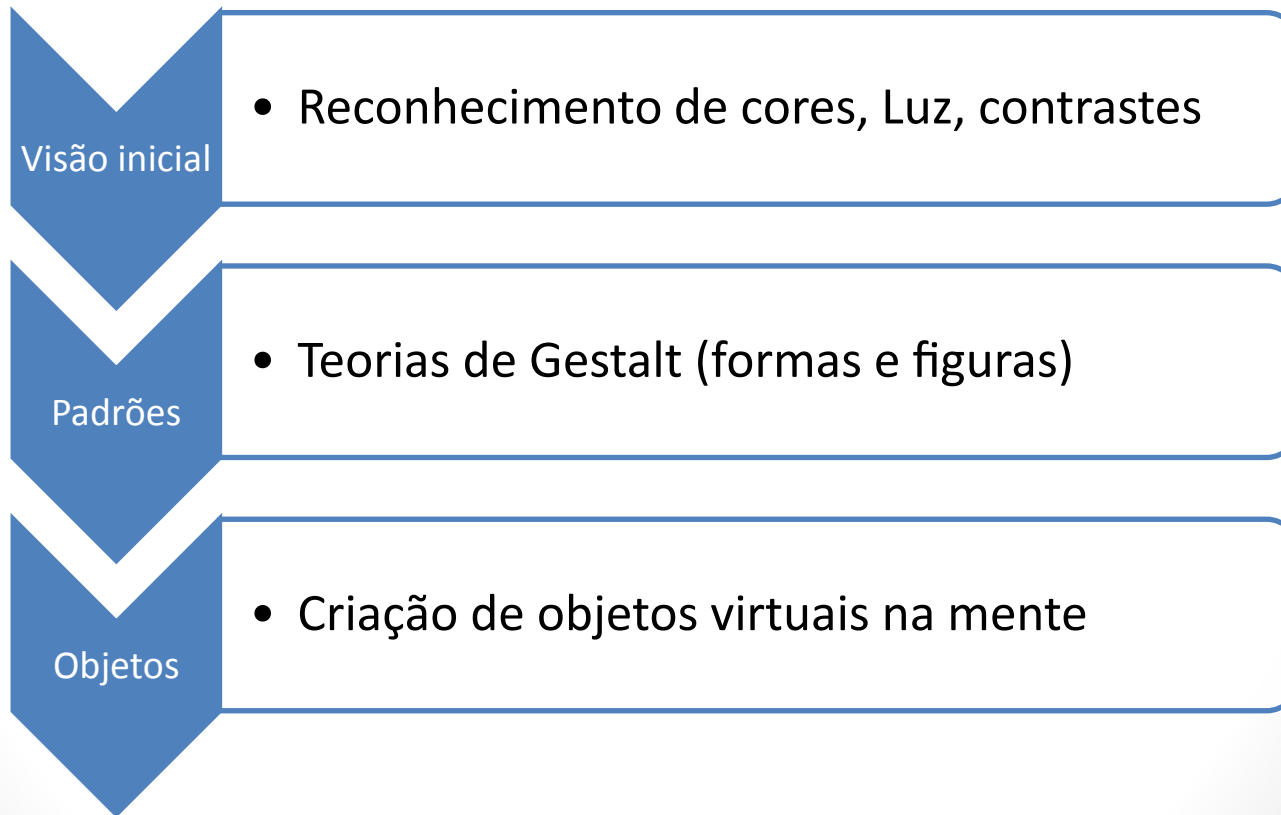 Visão inicial
• Reconhecimento de cores, Luz, contrastes
Padrões
• Teorias de Gestalt (formas e figuras)
Objetos
• Criação de objetos virtuais na mente